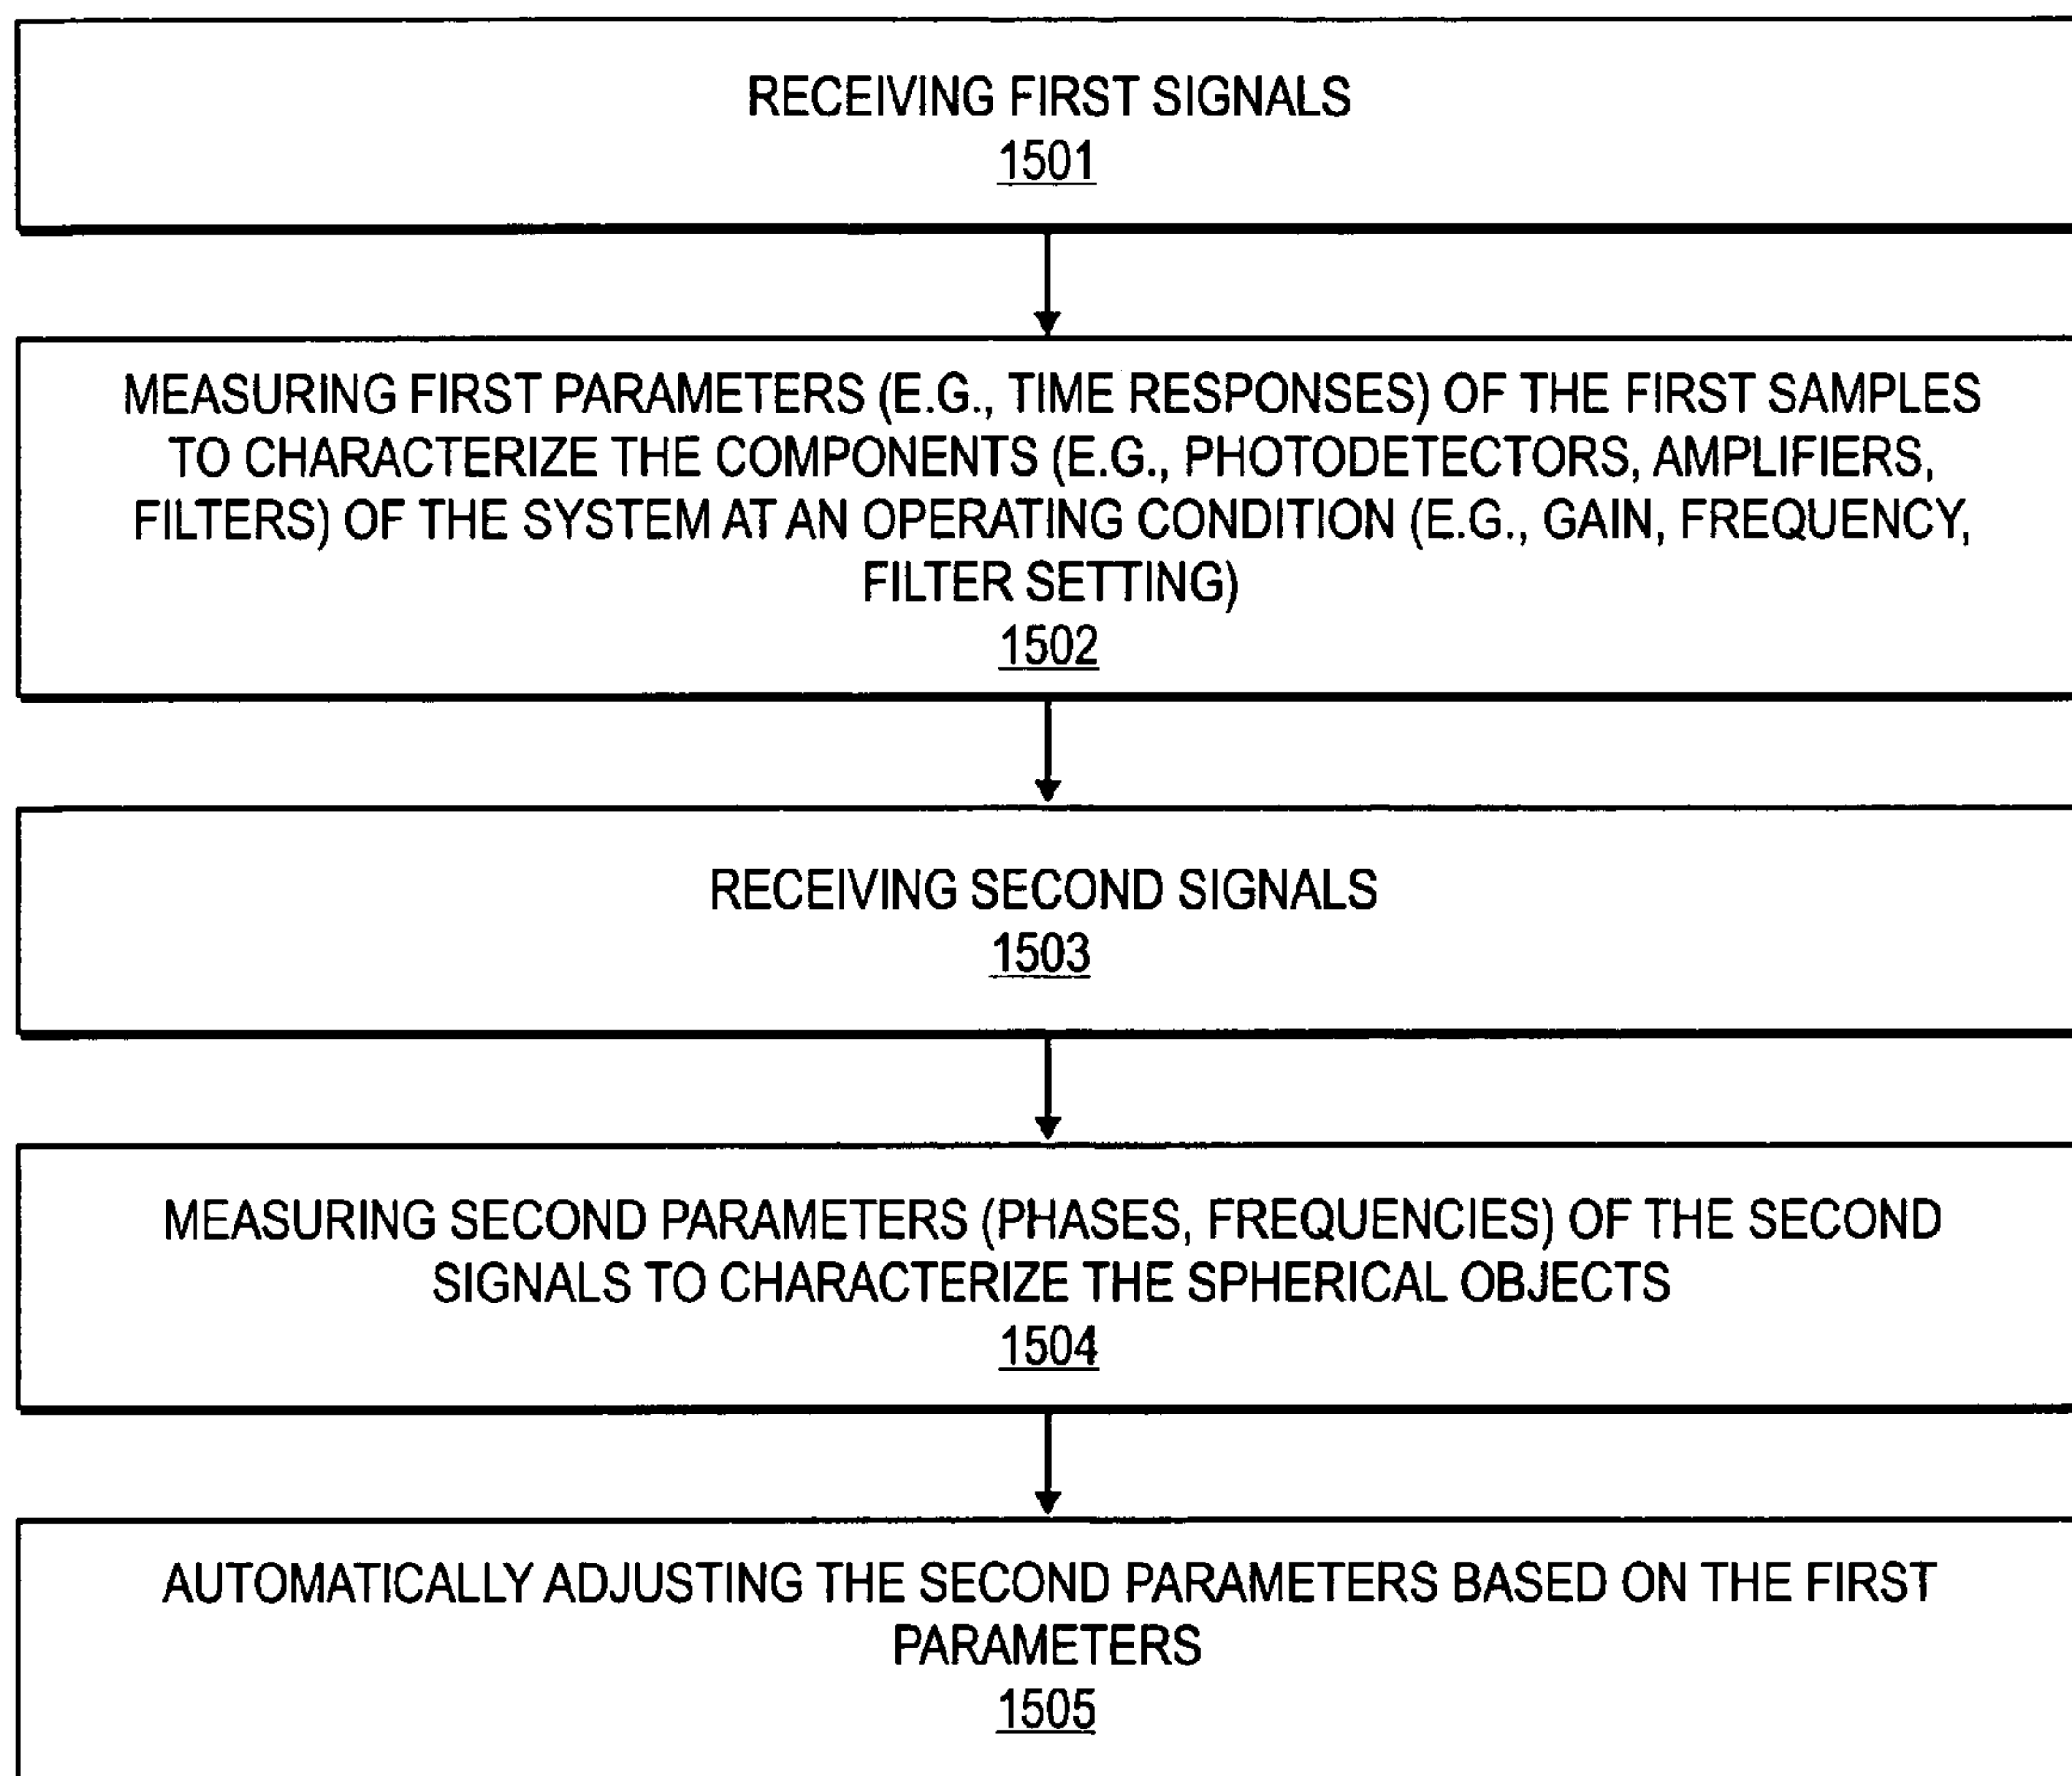 RECEIVING FIRST SIGNALS
1501
MEASURING FIRST PARAMETERS (E.G., TIME RESPONSES) OF THE FIRST SAMPLES
TO CHARACTERIZE THE COMPONENTS (E.G., PHOTODETECTORS, AMPLIFIERS,
FILTERS) OF THE SYSTEM AT AN OPERATING CONDITION (E.G., GAIN, FREQUENCY,
FILTER SETTING)
1502
RECEIVING SECOND SIGNALS
1503
MEASURING SECOND PARAMETERS (PHASES, FREQUENCIES) OF THE SECOND
SIGNALS TO CHARACTERIZE THE SPHERICAL OBJECTS
1504
AUTOMATICALLY ADJUSTING THE SECOND PARAMETERS BASED ON THE FIRST
PARAMETERS
1505